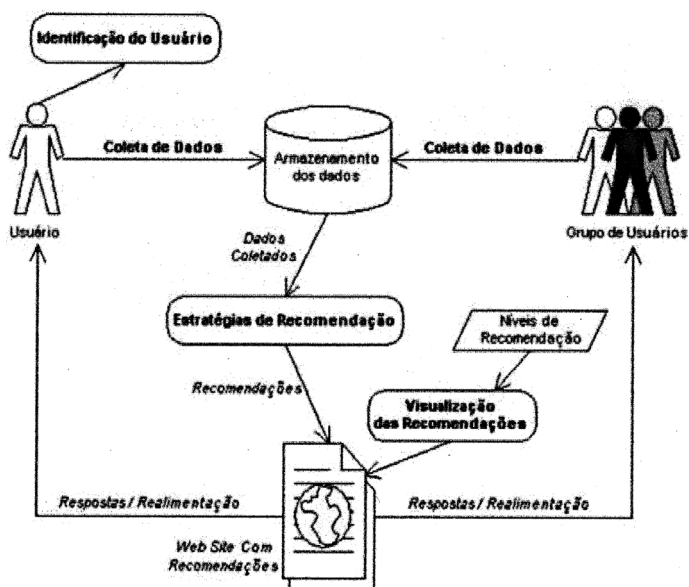 Identificação do Usuário
Coleta de Dados
Armazenamento
dos dados
Coleta de Dados
Usuário
Grupo de Usuários
Dados
Coletados
Estratégias de Recomendação
Níveis de
Recomendação
Recomendações
Visualização
das Recomendações
Respostas / Realimentação
Respostas / Realimentação
Web Site Com
Recomendações